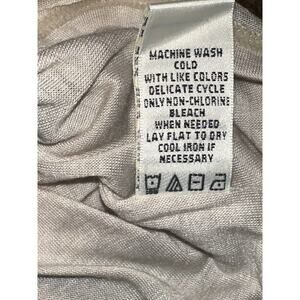 MACHINE WASH
COLD
WITH LIKE COLORS
DELICATE CYCLE
ONLY NON-CHLORINE
BLEACH
WHEN NEEDED
LAY FLAT TO DRY
COOL IRON IF
NECESSARY